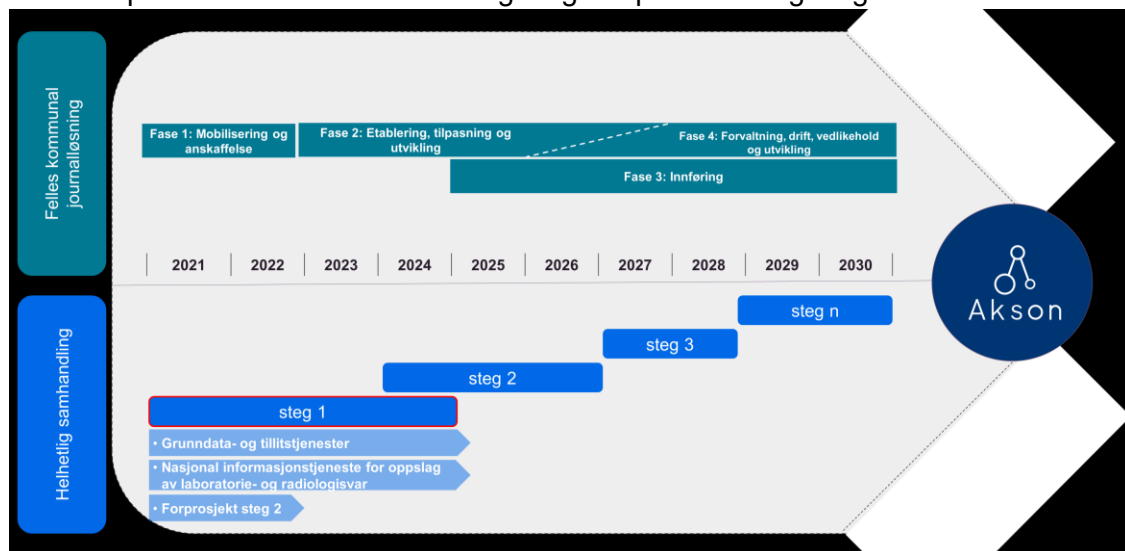 Felles kommunal
journalløsning
Fase 1: Mobilisering og
anskaffelse
Fase 2: Etablering, tilpasning og
utvikling
Fase 4: Forvaltning, drift, vedlikehold
og utvikling
Fase 3: Innføring
2021 2022 2023 2024 2025 2026 2027 2028 2029 2030
Akson
Helhetlig samhandling
steg n
steg 3
steg 2
steg 1
• Grunndata- og tillitstjenester
• Nasjonal informasjonstjeneste for oppslag
av laboratorie- og radiologisvar
• Forprosjekt steg 2